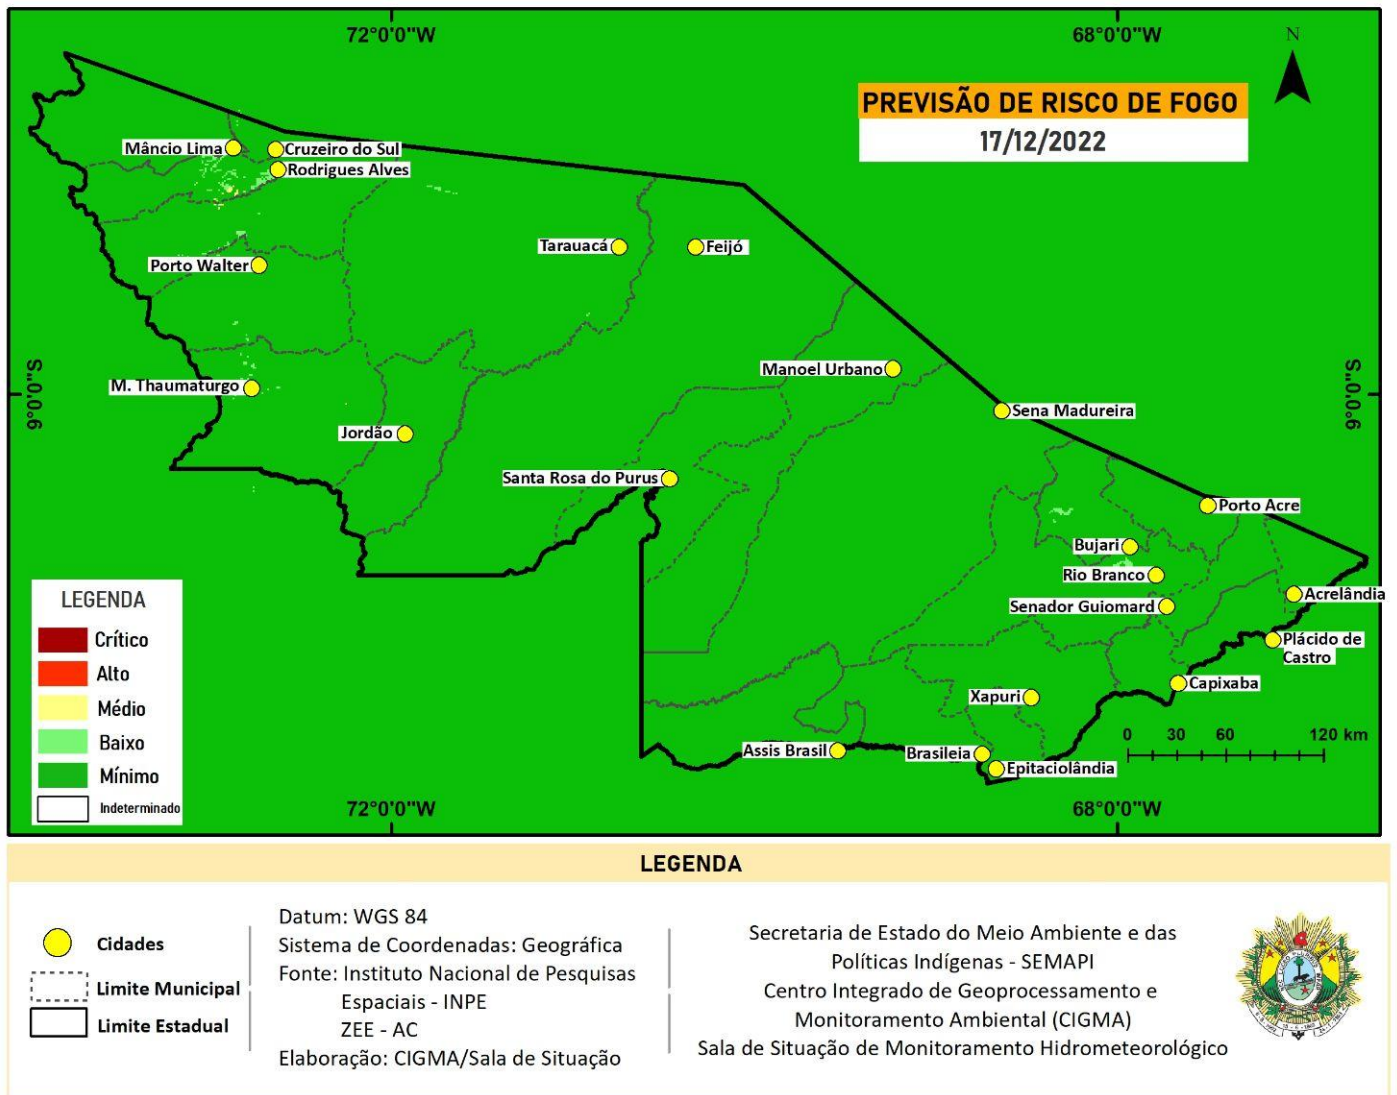 72°0'0"W
68°0'0"W
N
PREVISÃO DE RISCO DE FOGO
17/12/2022
Mâncio Lima
Cruzeiro do Sul
Rodrigues Alves
Tarauacá
Feijó
Porto Walter
Manoel Urbano
9°0'0"S
9°0'0"S
M. Thaumaturgo
Sena Madureira
Jordão
Santa Rosa do Purus
Porto Acre
Bujari
Rio Branco
Acrelândia
Senador Guiomard
Plácido de
Castro
Capixaba
Xapuri
Assis Brasil
Brasileia
Epitaciolândia
0 30 60 120 km
LEGENDA
Crítico
Alto
Médio
Baixo
Mínimo
Indeterminado
72°0'0"W
68°0'0"W
LEGENDA
Cidades
Limite Municipal
Limite Estadual
Datum: WGS 84
Sistema de Coordenadas: Geográfica
Fonte: Instituto Nacional de Pesquisas
Espaciais - INPE
ZEE - AC
Elaboração: CIGMA/Sala de Situação
Secretaria de Estado do Meio Ambiente e das
Políticas Indígenas - SEMAPI
Centro Integrado de Geoprocessamento e
Monitoramento Ambiental (CIGMA)
Sala de Situação de Monitoramento Hidrometeorológico